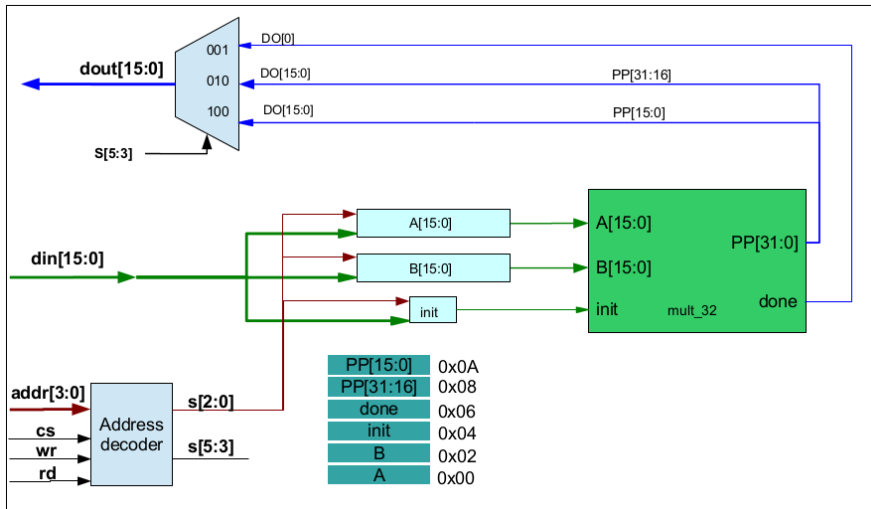 DO[0]
001
dout[15:0]
010
DO[15:0]
PP[31:16]
100
DO[15:0]
PP[15:0]
S[5:3]
A[15:0]
A[15:0]
PP[31:0]
din[15:0]
B[15:0]
B[15:0]
init
init
mult_32
done
addr[3:0]
cs
wr
rd
Address
decoder
s[2:0]
s[5:3]
PP[15:0] 0x0A
PP[31:16] 0x08
done 0x06
init 0x04
B 0x02
A 0x00